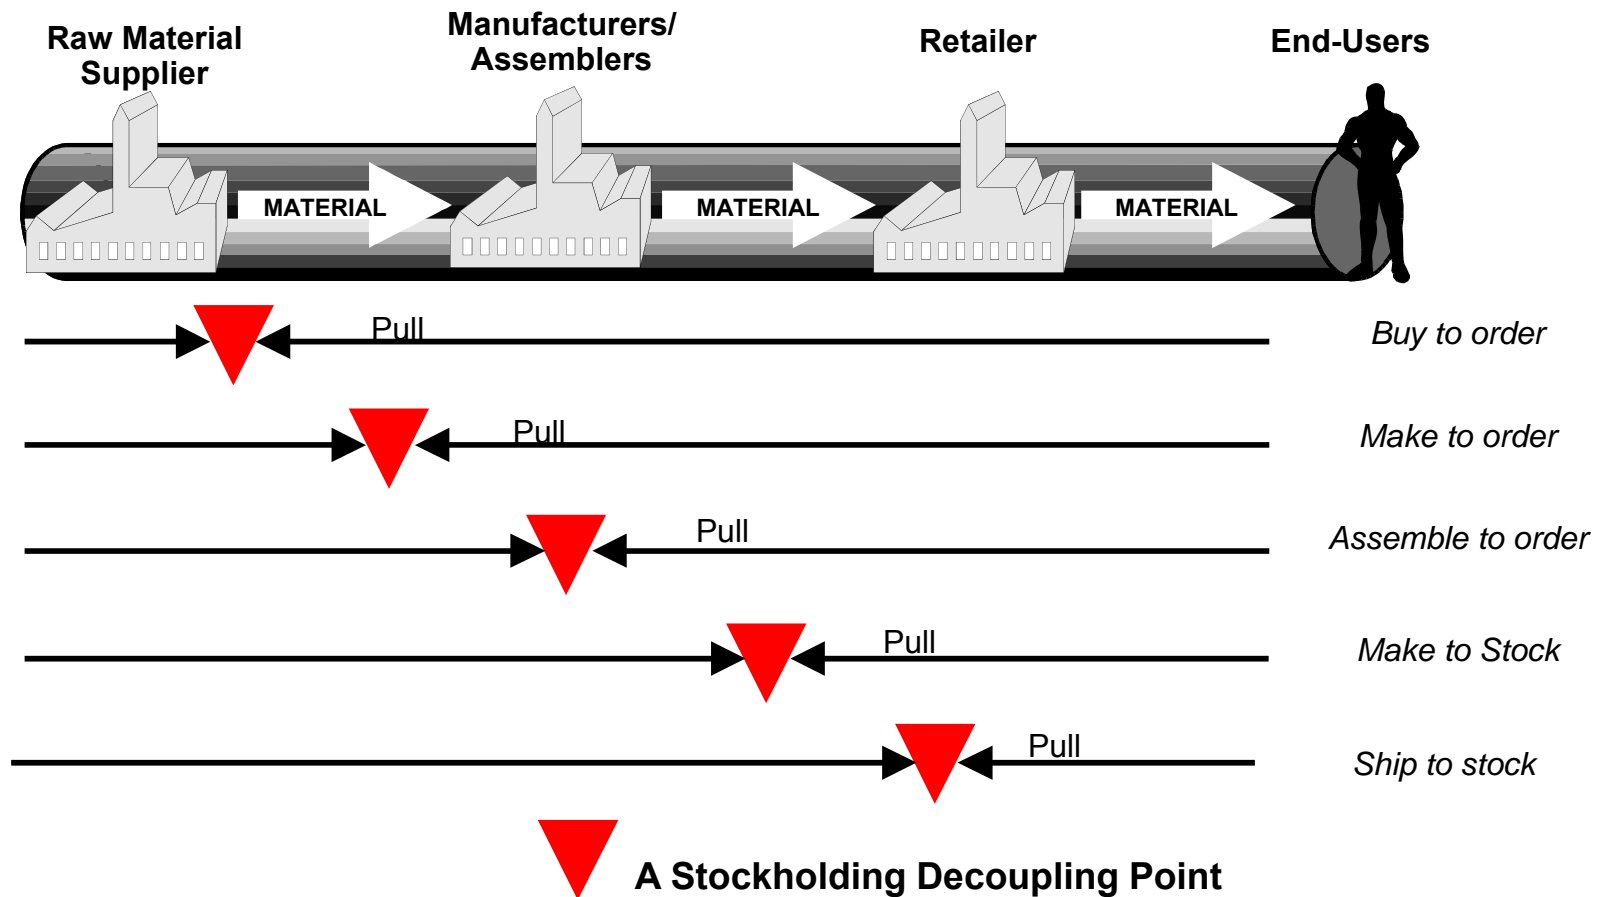 Raw Material
Supplier
Manufacturers/
Assemblers
Retailer
End-Users
MATERIAL
MATERIAL
MATERIAL
Pull
Buy to order
Pull
Make to order
Pull
Assemble to order
Pull
Make to Stock
Pull
Ship to stock
A Stockholding Decoupling Point